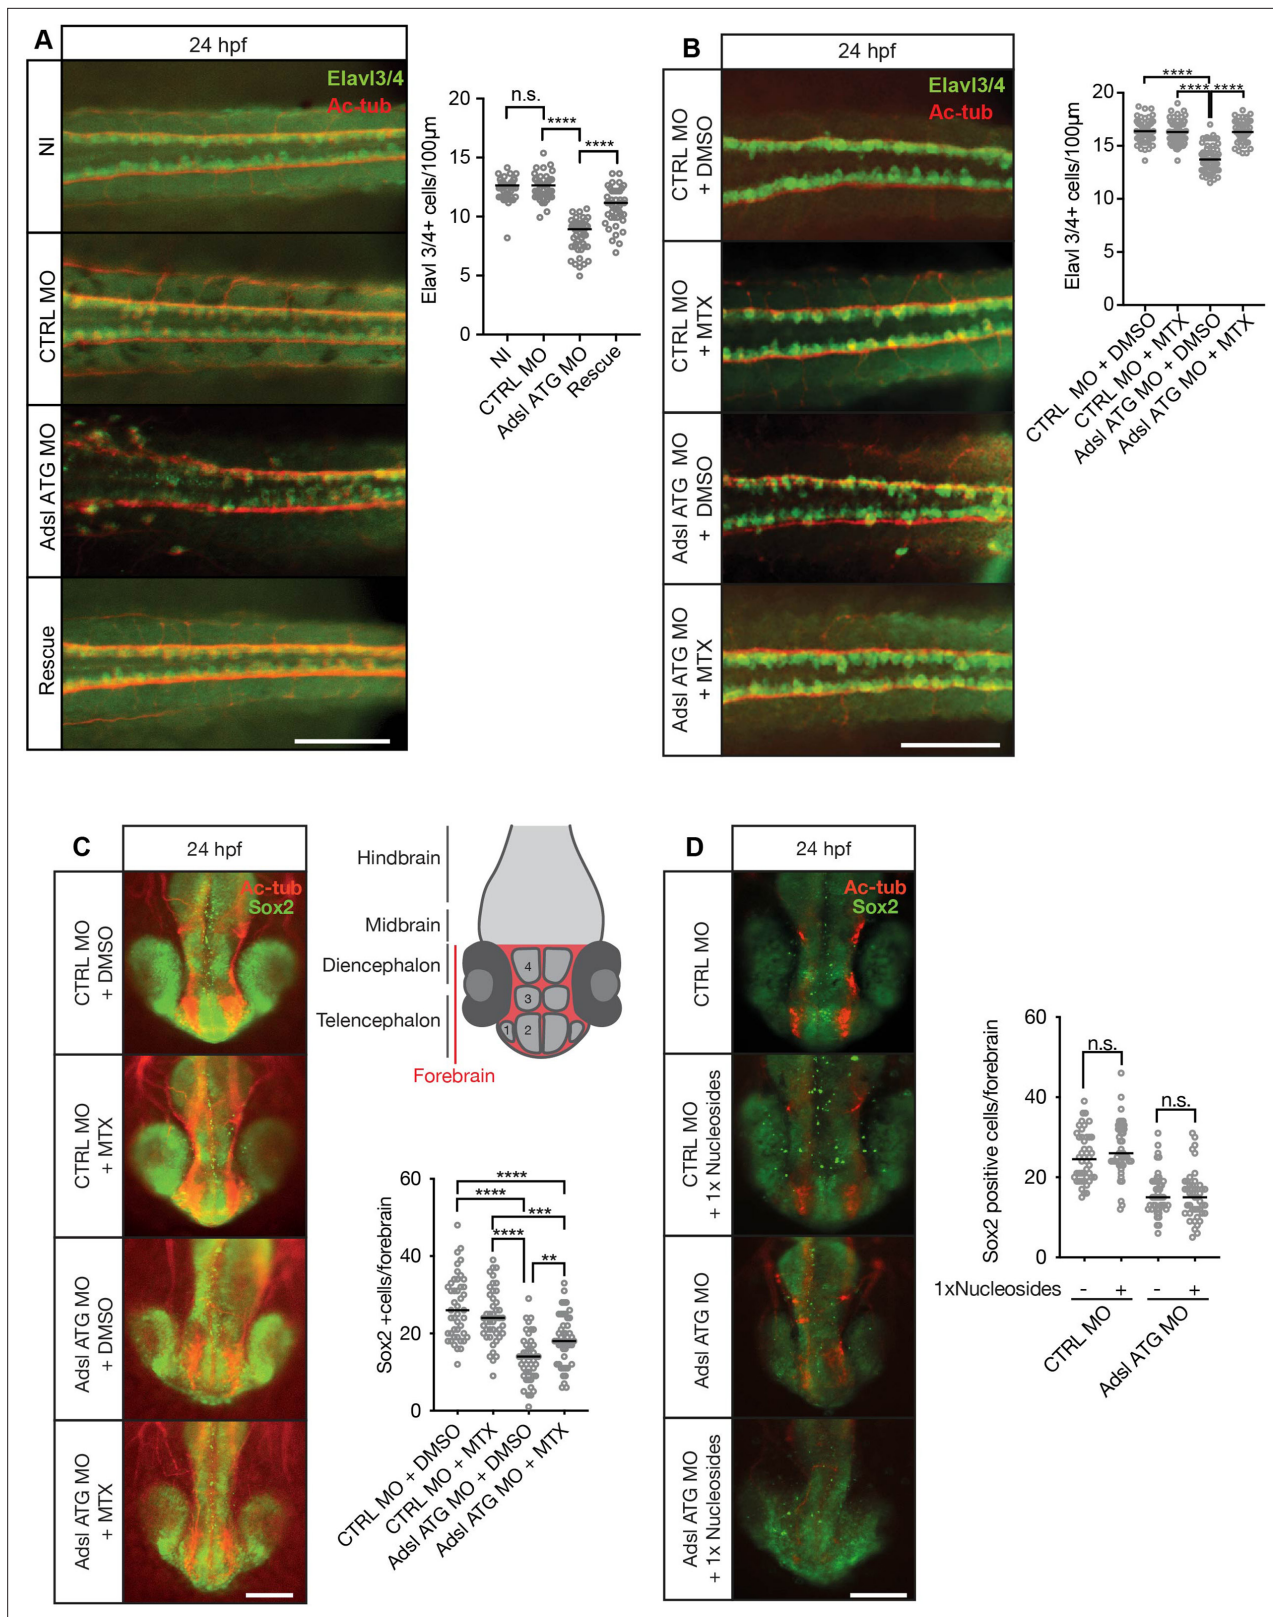 A
24 hpf
Elavl3/4
Ac-tub
NI
CTRL MO
Adsl ATG MO
Rescue
Elavl 3/4+ cells/100µm
20
15
10
5
0
n.s.
****
****
NI
CTRL MO
Adsl ATG MO
Rescue
B
24 hpf
Elavl3/4
Ac-tub
CTRL MO
+ DMSO
CTRL MO
+ MTX
Adsl ATG MO
+ DMSO
Adsl ATG MO
+ MTX
Elavl 3/4+ cells/100µm
20
15
10
5
0
****
****
****
CTRL MO + DMSO
CTRL MO + MTX
Adsl ATG MO + DMSO
Adsl ATG MO + MTX
C
24 hpf
Ac-tub
Sox2
CTRL MO
+ DMSO
CTRL MO
+ MTX
Adsl ATG MO
+DMSO
Adsl ATG MO
+ MTX
Hindbrain
Midbrain
Diencephalon
Telencephalon
Forebrain
4
3
1
2
Sox2 +cells/forebrain
60
40
20
0
****
****
***
****
**
CTRL MO + DMSO
CTRL MO + MTX
Adsl ATG MO + DMSO
Adsl ATG MO + MTX
D
24 hpf
Ac-tub
Sox2
CTRL MO
CTRL MO
+ 1x Nucleosides
Adsl ATG MO
Adsl ATG MO
+ 1x Nucleosides
Sox2 positive cells/forebrain
60
40
20
0
n.s.
n.s.
1xNucleosides - + - +
CTRL MO
Adsl ATG MO